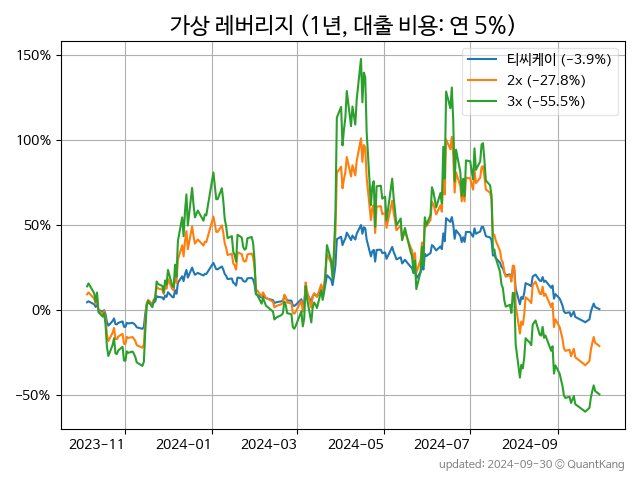 가상 레버리지 (1년, 대출 비용: 연 5%)
티씨케이 (−3.9%)
2x (−27.8%)
3x (−55.5%)
150%
100%
50%
0%
−50%
2023-11
2024-01
2024-03
2024-05
2024-07
2024-09
updated: 2024-09-30 © QuantKang